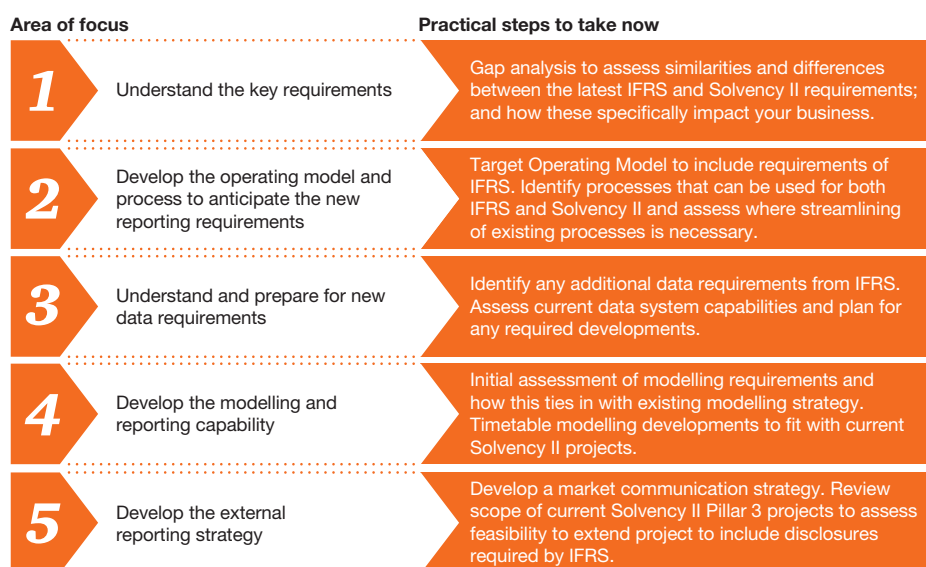 Area of focus
Practical steps to take now
1
Understand the key requirements
Gap analysis to assess similarities and differences
between the latest IFRS and Solvency II requirements;
and how these specifically impact your business.
2
Develop the operating model and
process to anticipate the new
reporting requirements
Target Operating Model to include requirements of
IFRS. Identify processes that can be used for both
IFRS and Solvency II and assess where streamlining
of existing processes is necessary.
3
Understand and prepare for new
data requirements
Identify any additional data requirements from IFRS.
Assess current data system capabilities and plan for
any required developments.
4
Develop the modelling and
reporting capability
Initial assessment of modelling requirements and
how this ties in with existing modelling strategy.
Timetable modelling developments to fit with current
Solvency II projects.
5
Develop the external
reporting strategy
Develop a market communication strategy. Review
scope of current Solvency II Pillar 3 projects to assess
feasibility to extend project to include disclosures
required by IFRS.